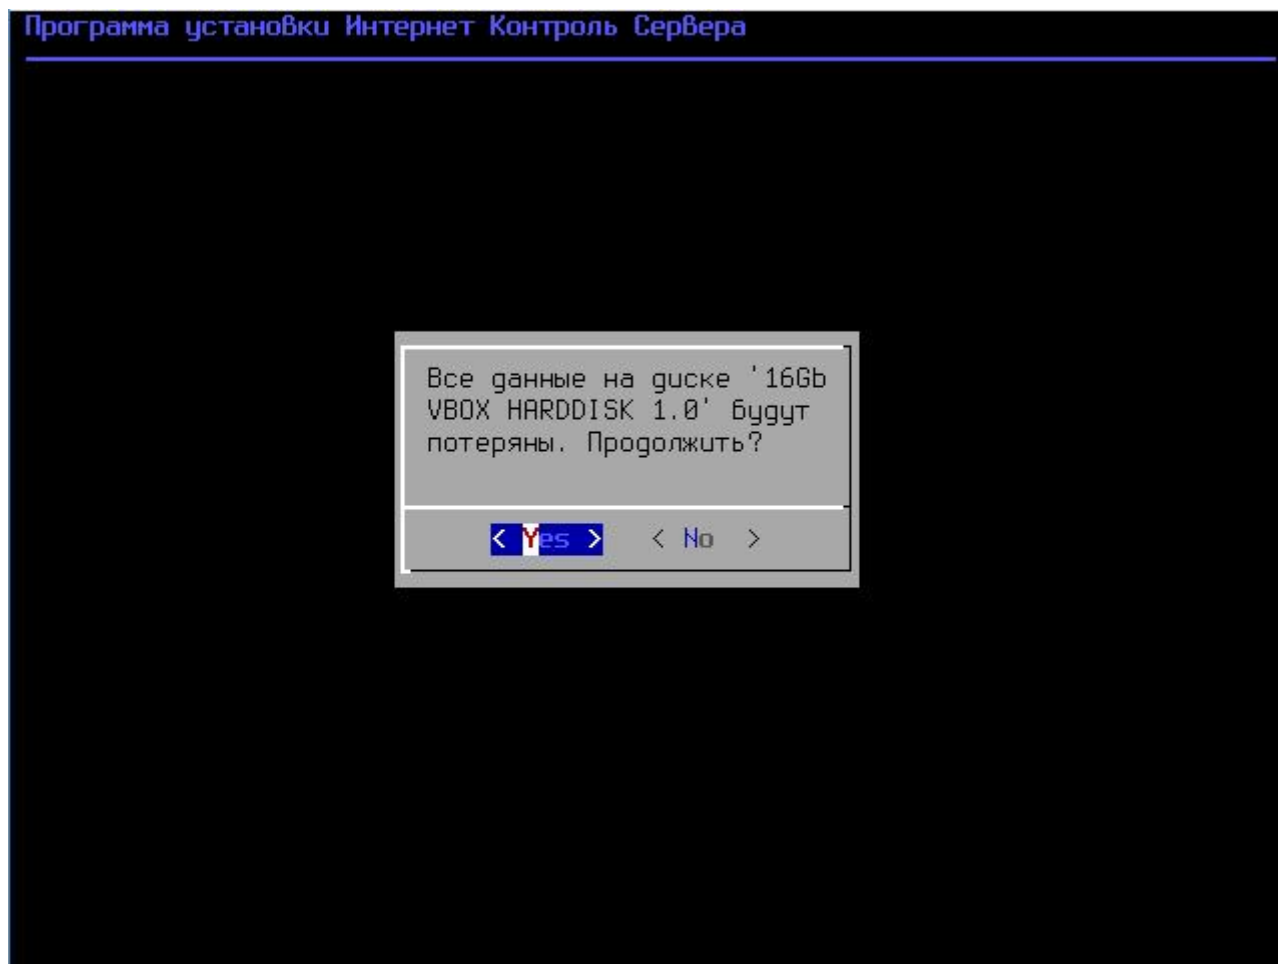 Программа установки Интернет Контроль Сервера
Все данные на диске '16Gb
VBOX HARDDISK 1.0' будут
потеряны. Продолжить?
< Yes > < No >